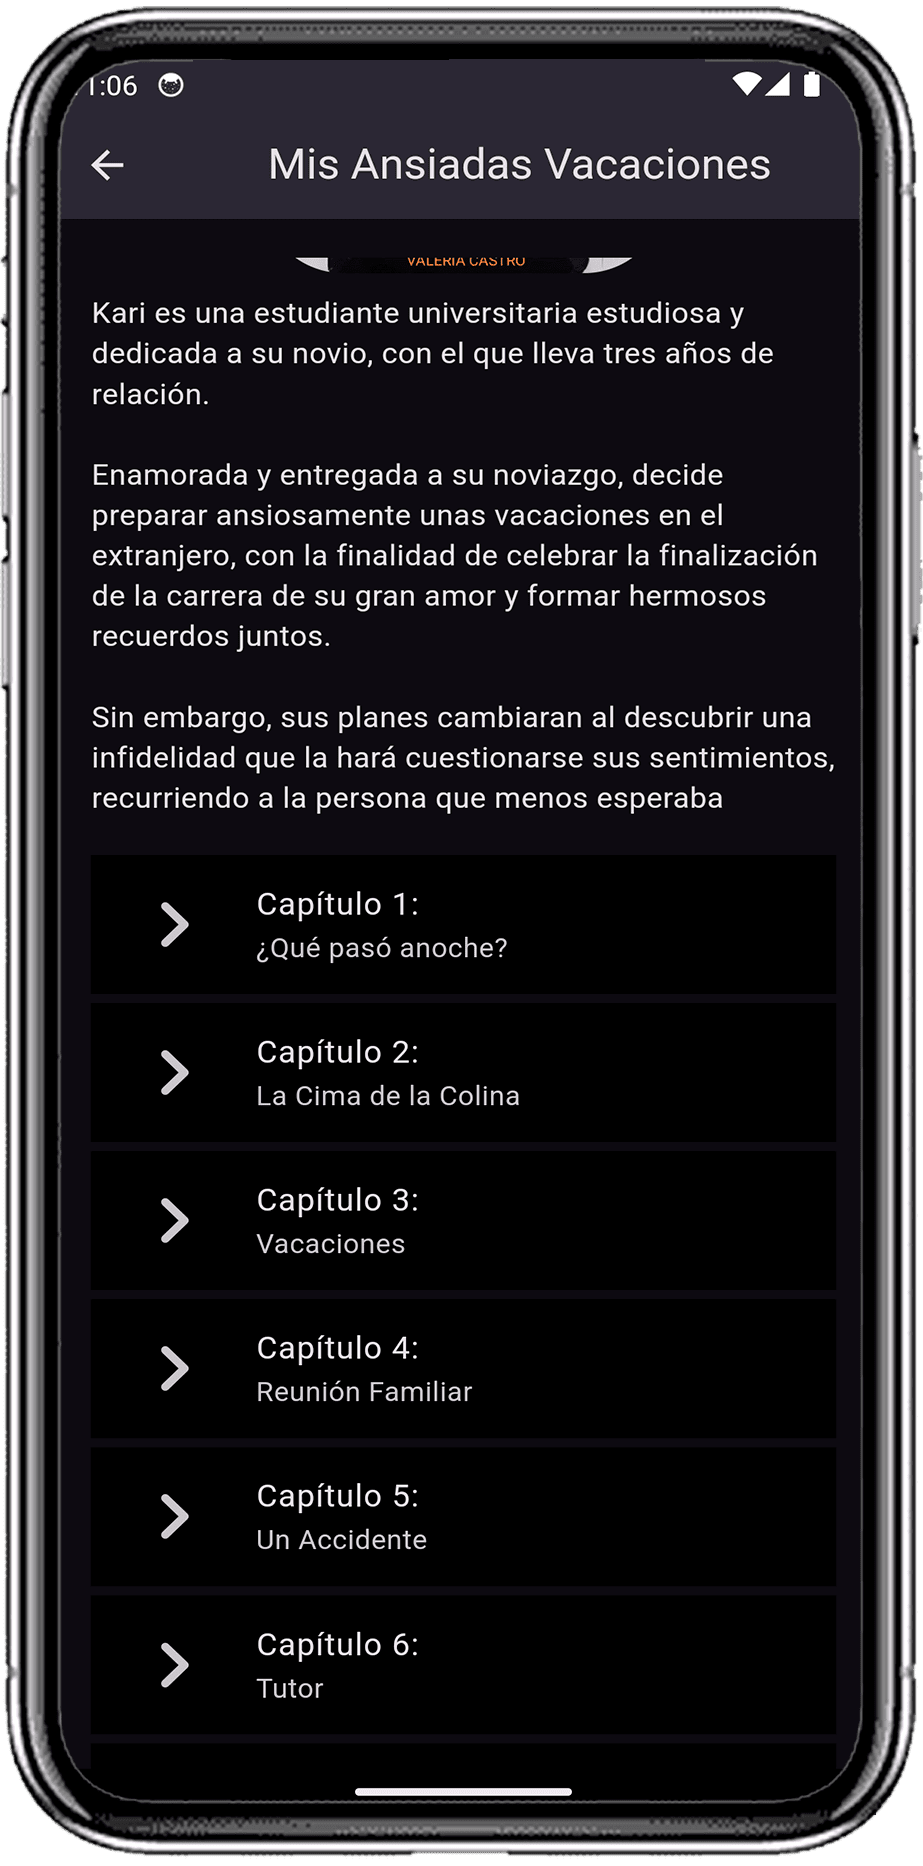 1:06
Mis Ansiadas Vacaciones
VALERIA CASTRO
Kari es una estudiante universitaria estudiosa y
dedicada a su novio, con el que lleva tres años de
relación.
Enamorada y entregada a su noviazgo, decide
preparar ansiosamente unas vacaciones en el
extranjero, con la finalidad de celebrar la finalización
de la carrera de su gran amor y formar hermosos
recuerdos juntos.
Sin embargo, sus planes cambiaran al descubrir una
infidelidad que la hará cuestionarse sus sentimientos,
recurriendo a la persona que menos esperaba
Capítulo 1:
¿Qué pasó anoche?
Capítulo 2:
La Cima de la Colina
Capítulo 3:
Vacaciones
Capítulo 4:
Reunión Familiar
Capítulo 5:
Un Accidente
Capítulo 6:
Tutor